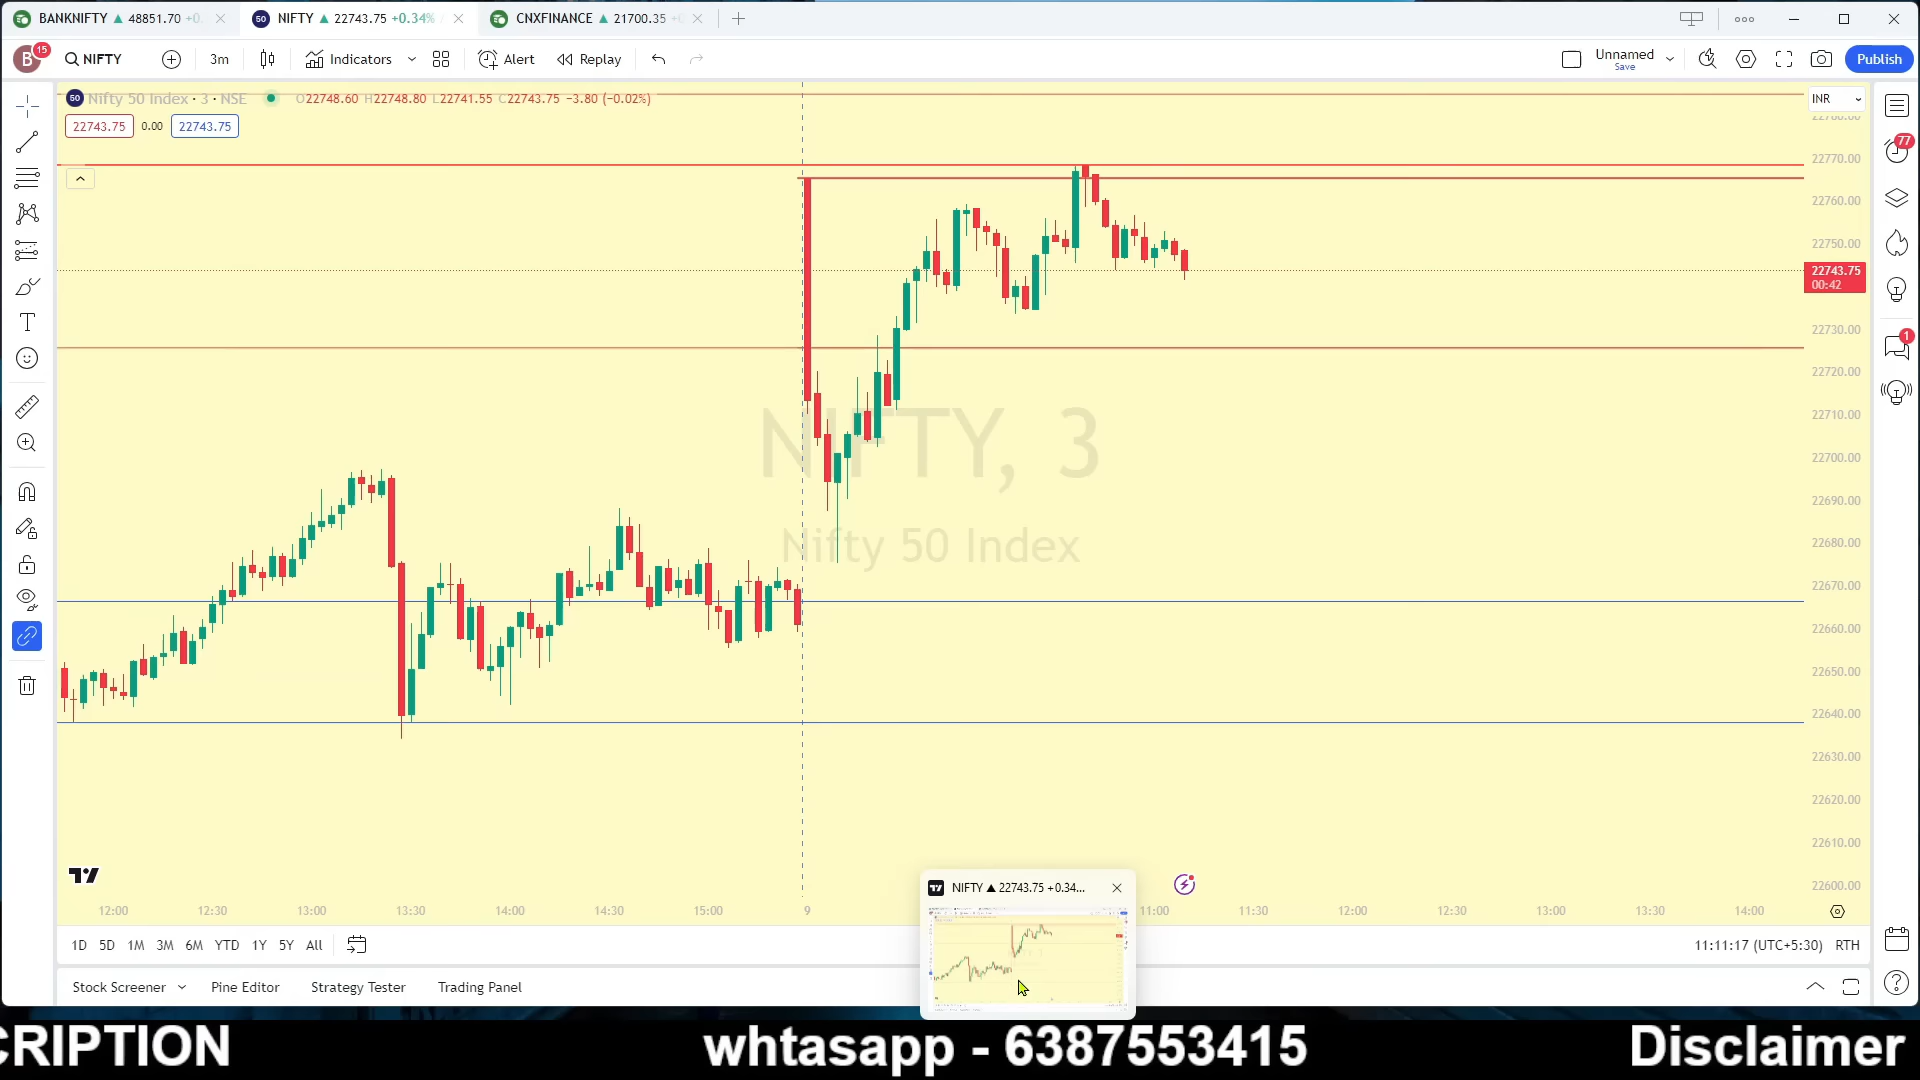 BANKNIFTY ▲ 48851.70 +0.
50 NIFTY ▲ 22743.75 +0.34%
CNXFINANCE ▲ 21700.35
B 15 NIFTY 3m Indicators Alert Replay Unnamed Save Publish
50 Nifty 50 Index · 3 · NSE O22748.60 H22748.80 L22741.55 C22743.75 −3.80 (−0.02%) INR
22743.75 0.00 22743.75
77
22770.00
22760.00
22750.00
22743.75
00:42
22730.00
1
22720.00
22710.00
NIFTY, 3
22700.00
22690.00
Nifty 50 Index
22680.00
22670.00
22660.00
22650.00
22640.00
22630.00
22620.00
22610.00
22600.00
NIFTY ▲ 22743.75 +0.34...
12:00 12:30 13:00 13:30 14:00 14:30 15:00 9 11:00 11:30 12:00 12:30 13:00 13:30 14:00
1D 5D 1M 3M 6M YTD 1Y 5Y All 11:11:17 (UTC+5:30) RTH
Stock Screener Pine Editor Strategy Tester Trading Panel
CRIPTION whtasapp - 6387553415 Disclaimer